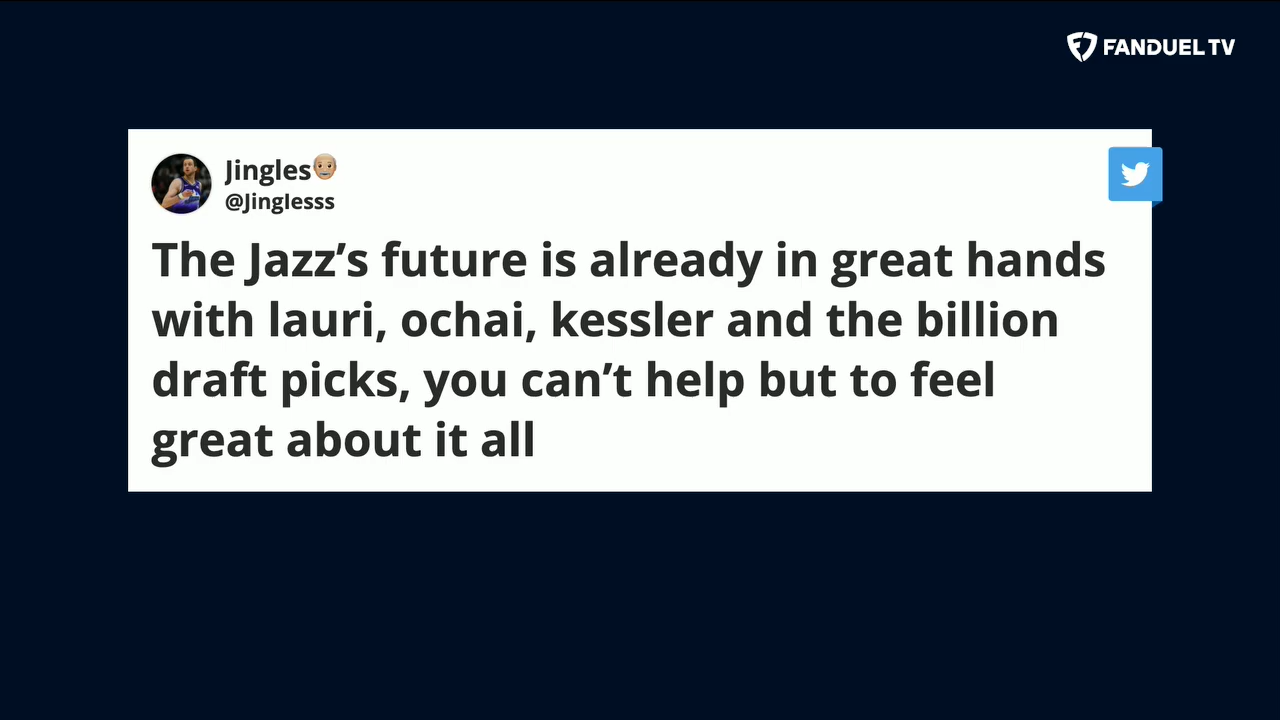 FANDUEL TV
Jingles
@Jinglesss
The Jazz’s future is already in great hands
with lauri, ochai, kessler and the billion
draft picks, you can’t help but to feel
great about it all